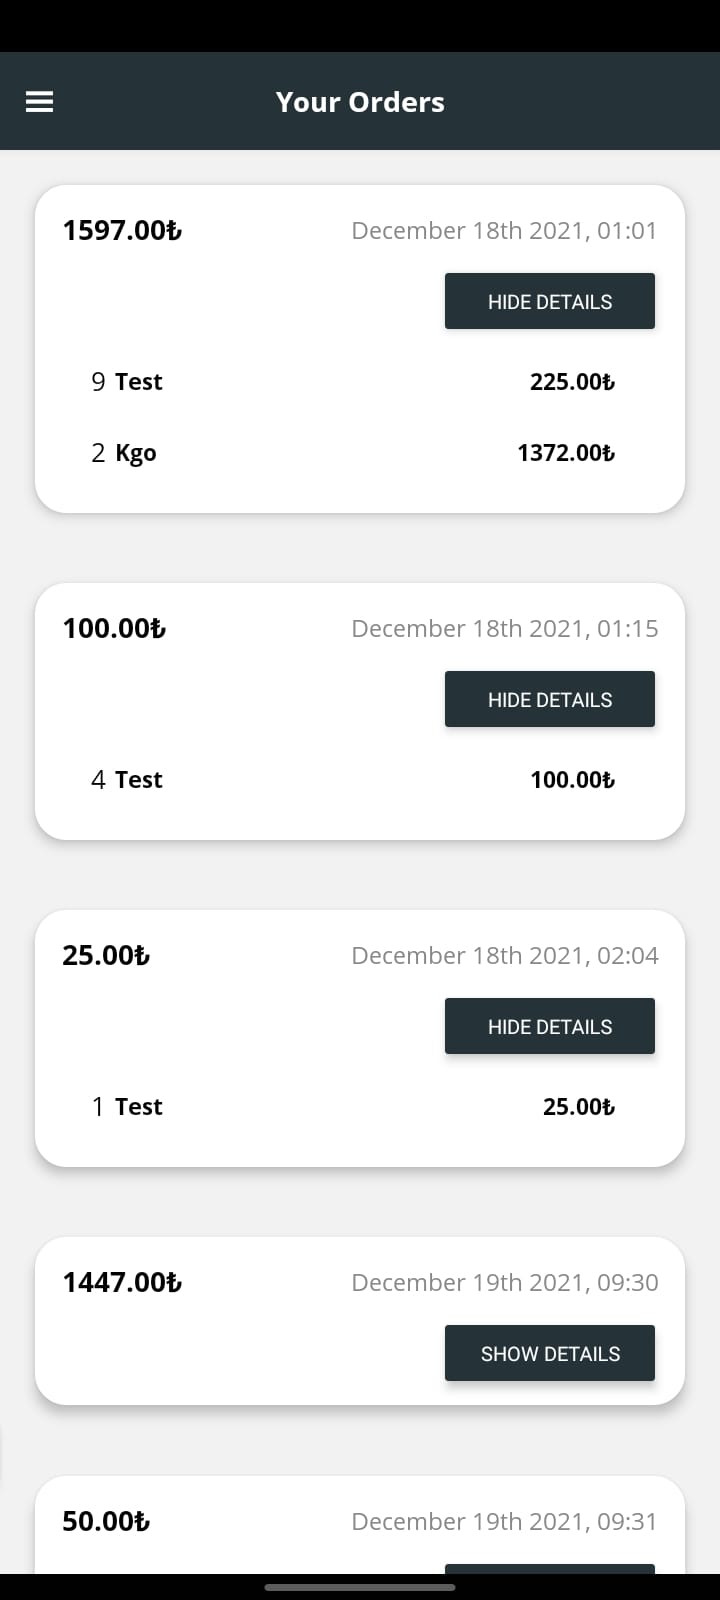 Your Orders
1597.00₺ December 18th 2021, 01:01
HIDE DETAILS
9 Test 225.00₺
2 Kgo 1372.00₺
100.00₺ December 18th 2021, 01:15
HIDE DETAILS
4 Test 100.00₺
25.00₺ December 18th 2021, 02:04
HIDE DETAILS
1 Test 25.00₺
1447.00₺ December 19th 2021, 09:30
SHOW DETAILS
50.00₺ December 19th 2021, 09:31